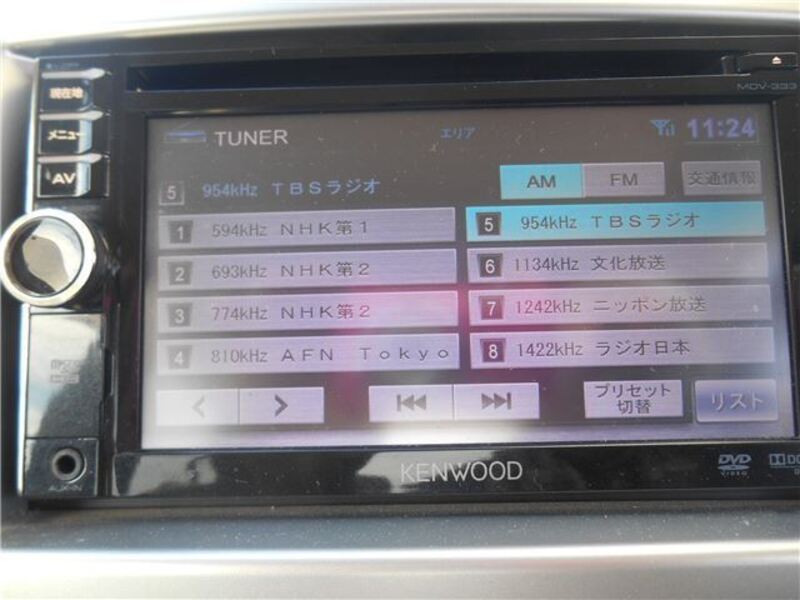 MDV-333
現在地
メニュー
AV
TUNER
エリア
11:24
5 954kHz TBSラジオ
AM
FM
交通情報
1 594kHz NHK第1
2 693kHz NHK第2
3 774kHz NHK第2
4 810kHz AFN Tokyo
5 954kHz TBSラジオ
6 1134kHz 文化放送
7 1242kHz ニッポン放送
8 1422kHz ラジオ日本
プリセット
切替
リスト
AUX-IN
KENWOOD
DVD
VIDEO